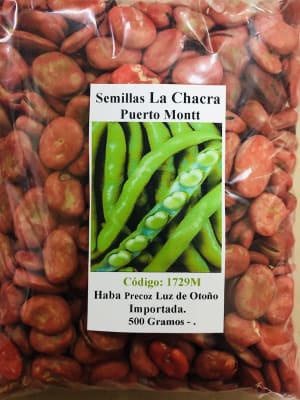 Semillas La Chacra
Puerto Montt
Código: 1729M
Haba Precoz Luz de Otoño
Importada.
500 Gramos - .